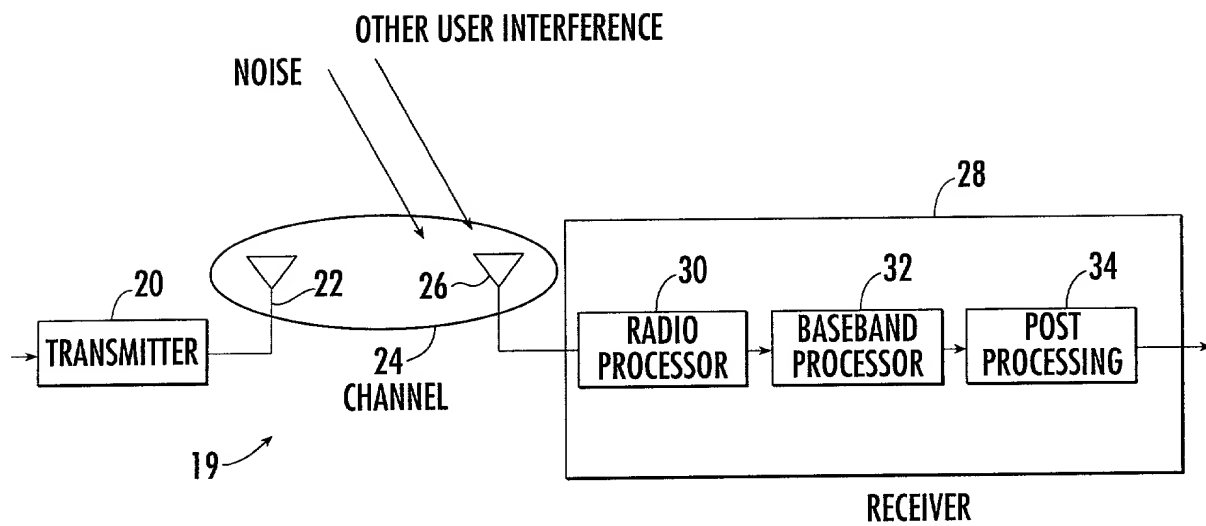 OTHER USER INTERFERENCE
NOISE
28
20
22
26
30
32
34
TRANSMITTER
RADIO
PROCESSOR
BASEBAND
PROCESSOR
POST
PROCESSING
24
CHANNEL
19
RECEIVER